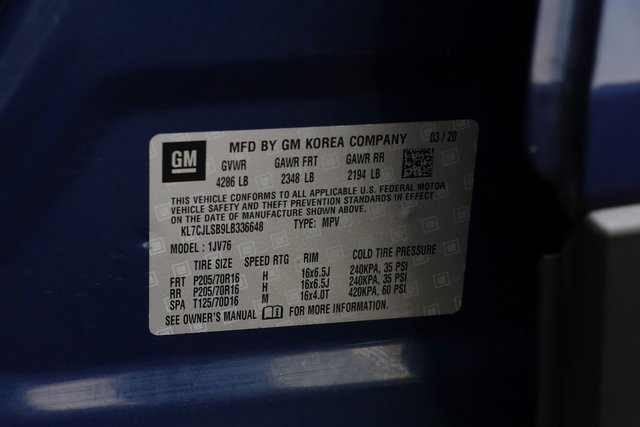 GM
MFD BY GM KOREA COMPANY 03/20
GVWR GAWR FRT GAWR RR
4286 LB 2348 LB 2194 LB
THIS VEHICLE CONFORMS TO ALL APPLICABLE U.S. FEDERAL MOTOR
VEHICLE SAFETY AND THEFT PREVENTION STANDARDS IN EFFECT
ON THE DATE OF MANUFACTURE SHOWN ABOVE.
KL7CJLSB9LB336648 TYPE: MPV
MODEL: 1JV76
TIRE SIZE SPEED RTG RIM COLD TIRE PRESSURE
FRT P205/70R16 H 16x6.5J 240KPA, 35 PSI
RR P205/70R16 H 16x6.5J 240KPA, 35 PSI
SPA T125/70D16 M 16x4.0T 420KPA, 60 PSI
SEE OWNER'S MANUAL FOR MORE INFORMATION.